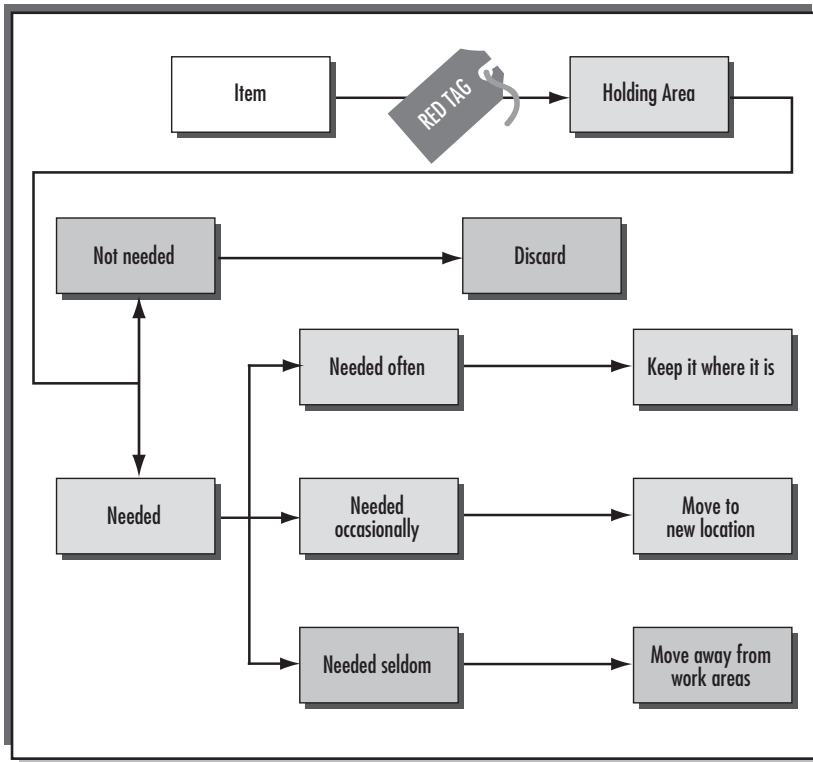 Item
RED TAG
Holding Area
Not needed
Discard
Needed often
Keep it where it is
Needed
Needed
occasionally
Move to
new location
Needed seldom
Move away from
work areas